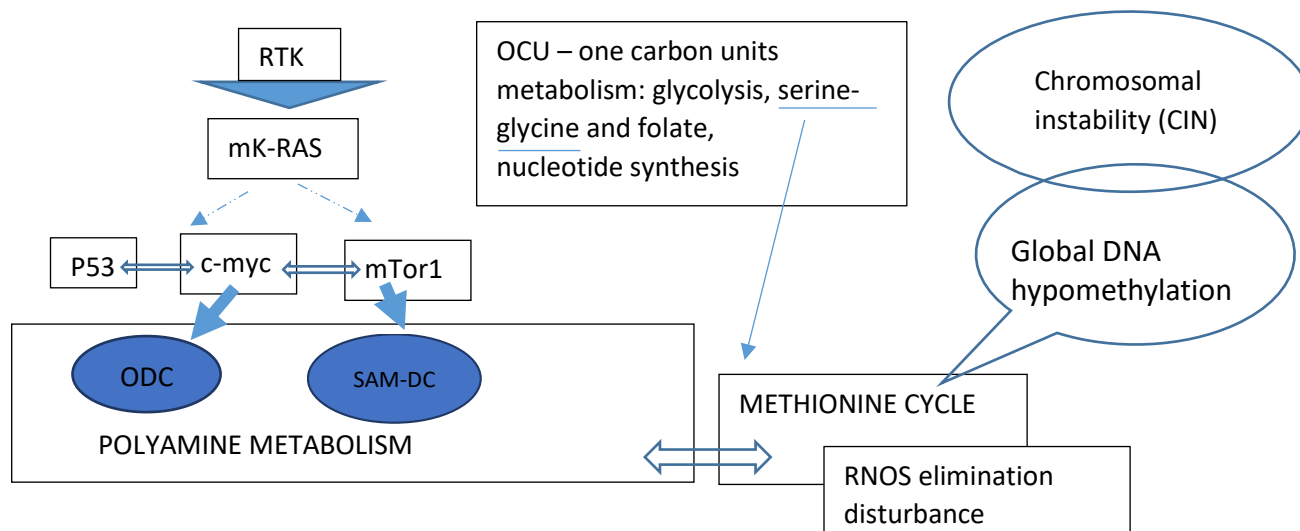 RTK
mK-RAS
P53
c-myc
mTor1
ODC
SAM-DC
POLYAMINE METABOLISM
OCU – one carbon units
metabolism: glycolysis, serine-
glycine and folate,
nucleotide synthesis
METHIONINE CYCLE
RNOS elimination
disturbance
Chromosomal
instability (CIN)
Global DNA
hypomethylation